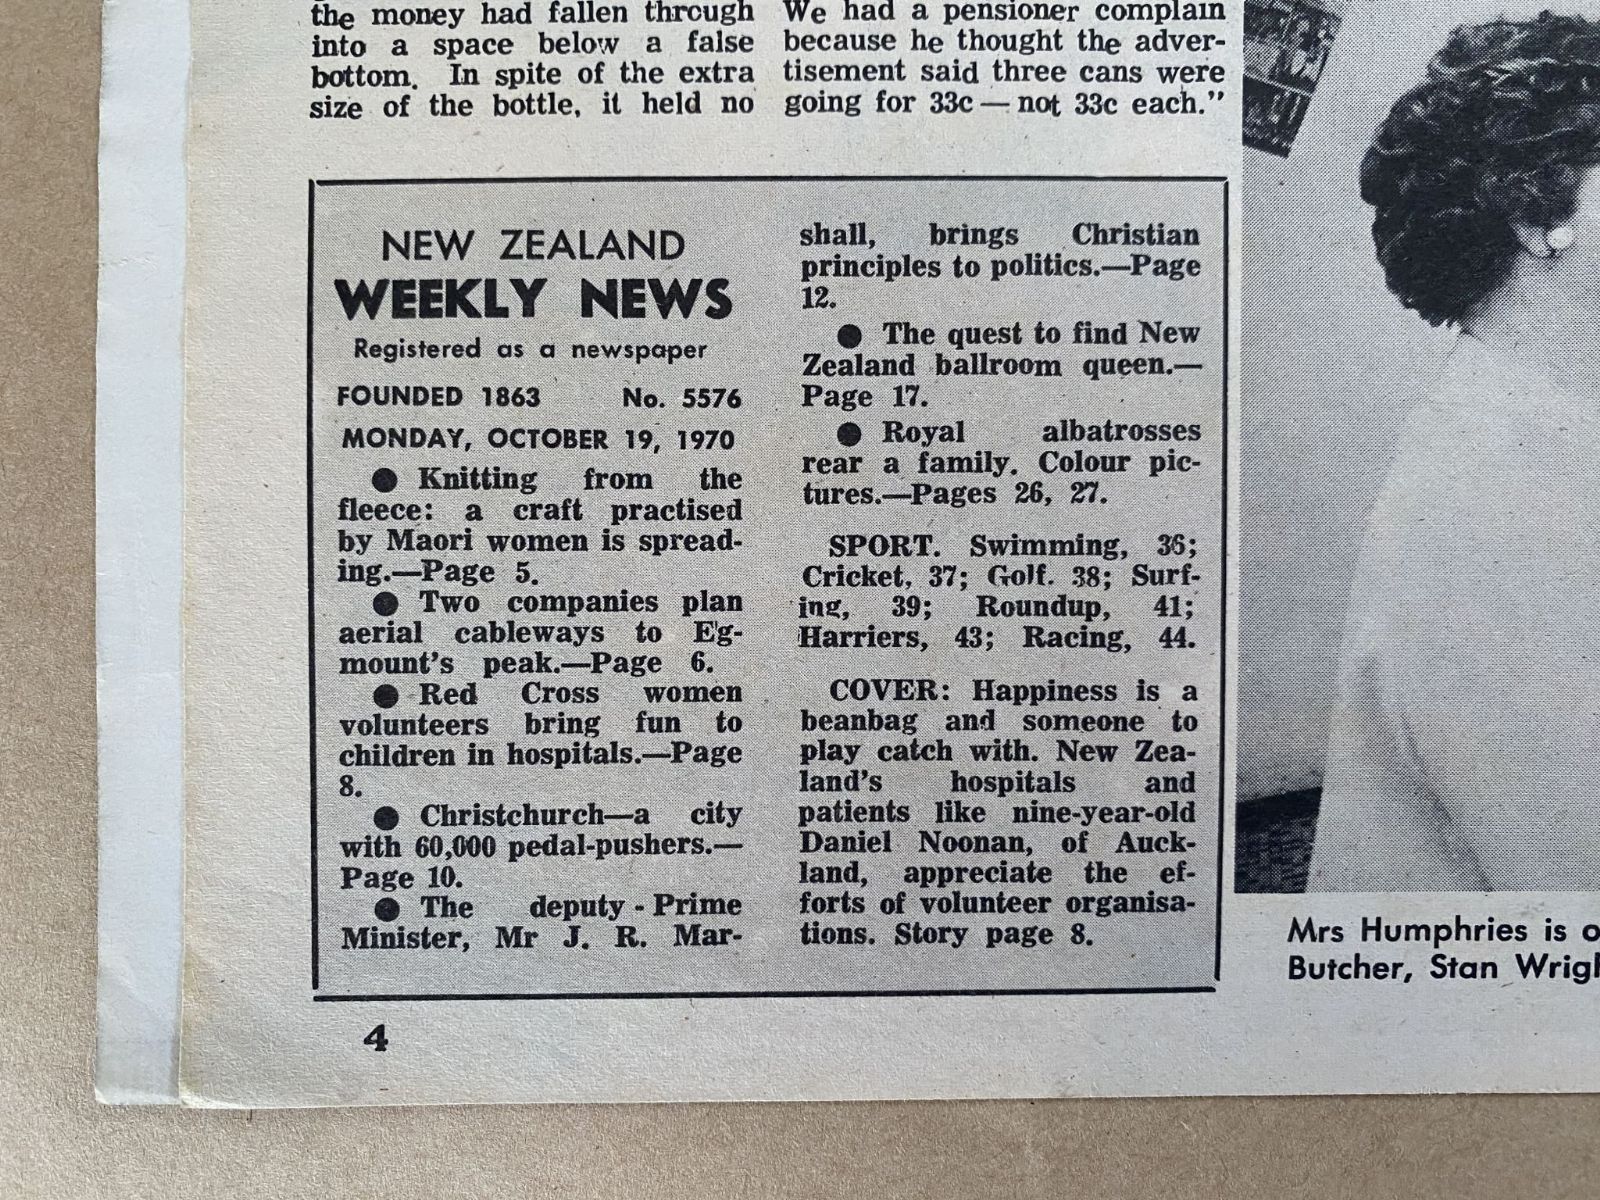 the money had fallen through
into a space below a false
bottom. In spite of the extra
size of the bottle, it held no
We had a pensioner complain
because he thought the adver-
tisement said three cans were
going for 33c — not 33c each.”
NEW ZEALAND
WEEKLY NEWS
Registered as a newspaper
FOUNDED 1863 No. 5576
MONDAY, OCTOBER 19, 1970
● Knitting from the
fleece: a craft practised
by Maori women is spread-
ing.—Page 5.
● Two companies plan
aerial cableways to Eg-
mount's peak.—Page 6.
● Red Cross women
volunteers bring fun to
children in hospitals.—Page
8.
● Christchurch—a city
with 60,000 pedal-pushers.—
Page 10.
● The deputy - Prime
Minister, Mr J. R. Mar-
shall, brings Christian
principles to politics.—Page
12.
● The quest to find New
Zealand ballroom queen.—
Page 17.
● Royal albatrosses
rear a family. Colour pic-
tures.—Pages 26, 27.
SPORT. Swimming, 36;
Cricket, 37; Golf. 38; Surf-
ing, 39; Roundup, 41;
Harriers, 43; Racing, 44.
COVER: Happiness is a
beanbag and someone to
play catch with. New Zea-
land's hospitals and
patients like nine-year-old
Daniel Noonan, of Auck-
land, appreciate the ef-
forts of volunteer organisa-
tions. Story page 8.
Mrs Humphries is
Butcher, Stan
4